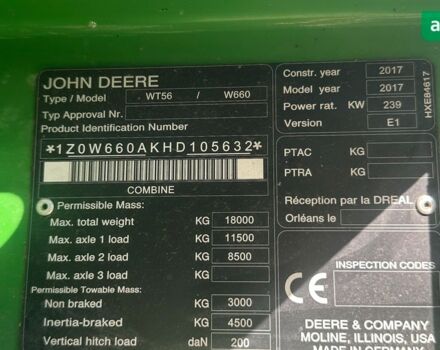 JOHN DEERE
Type / Model WT56 / W660
Typ Approval Nr.
Product Identification Number
*1Z0W660AKHD105632*
COMBINE
Permissible Mass:
Max. total weight KG 18000
Max. axle 1 load KG 11500
Max. axle 2 load KG 8500
Max. axle 3 load KG
Permissible Towable Mass:
Non braked KG 3000
Inertia-braked KG 4500
Vertical hitch load daN 200
Constr. year 2017
Model year 2017
Power rat. KW 239
Version E1
PTAC
PTRA
Réception par la DREAL
Orléans le
INSPECTION CODES
CE
DEERE & COMPANY
MOLINE, ILLINOIS, USA
MADE IN GERMANY
HXE84617
a